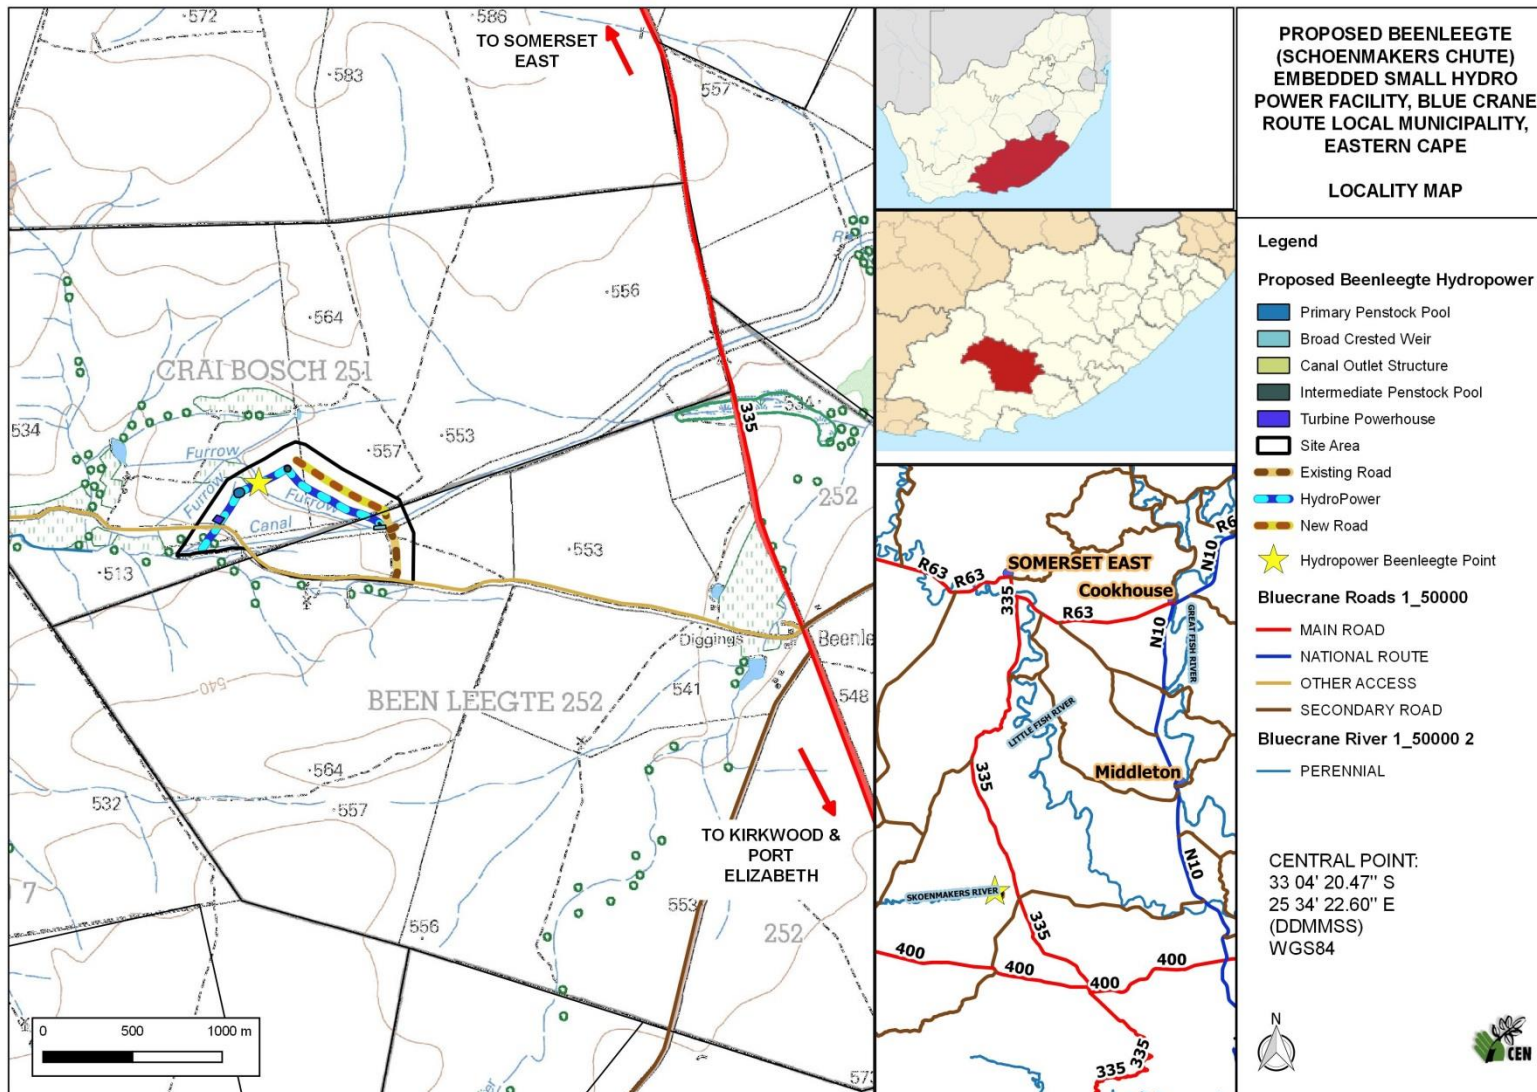 572
586
TO SOMERSET
EAST
583
557
556
564
CRAIBOSCH 251
534
553
557
534
335
Furrow
Furrow
Furrow
Canal
252
513
553
Diggings
Beenle
540
541
548
BEEN LEEGTE 252
564
532
557
TO KIRKWOOD &
PORT
ELIZABETH
17
553
556
252
0 500 1000 m
R63
R63
SOMERSET EAST
335
Cookhouse
R63
N10
N10
GREAT FISH RIVER
LITTLE FISH RIVER
335
Middleton
N10
SKOENMAKERS RIVER
335
400
400
400
400
335
335
PROPOSED BEENLEEGTE
(SCHOENMAKERS CHUTE)
EMBEDDED SMALL HYDRO
POWER FACILITY, BLUE CRANE
ROUTE LOCAL MUNICIPALITY,
EASTERN CAPE
LOCALITY MAP
Legend
Proposed Beenleegte Hydropower
Primary Penstock Pool
Broad Crested Weir
Canal Outlet Structure
Intermediate Penstock Pool
Turbine Powerhouse
Site Area
Existing Road
HydroPower
New Road
Hydropower Beenleegte Point
Bluecrane Roads 1_50000
MAIN ROAD
NATIONAL ROUTE
OTHER ACCESS
SECONDARY ROAD
Bluecrane River 1_50000 2
PERENNIAL
CENTRAL POINT:
33 04' 20.47" S
25 34' 22.60" E
(DDMMSS)
WGS84
N
CEN